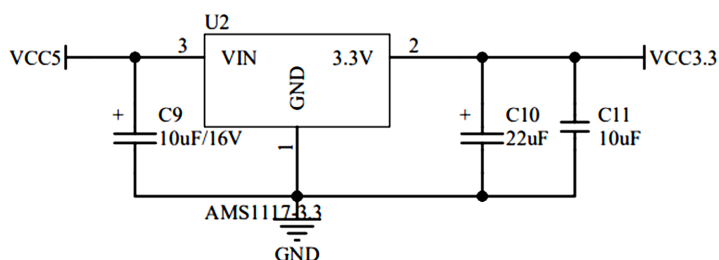 U2
VCC5
3
VIN
3.3V
2
VCC3.3
GND
+
C9
10uF/16V
1
+
C10
22uF
C11
10uF
AMS1117-3.3
GND